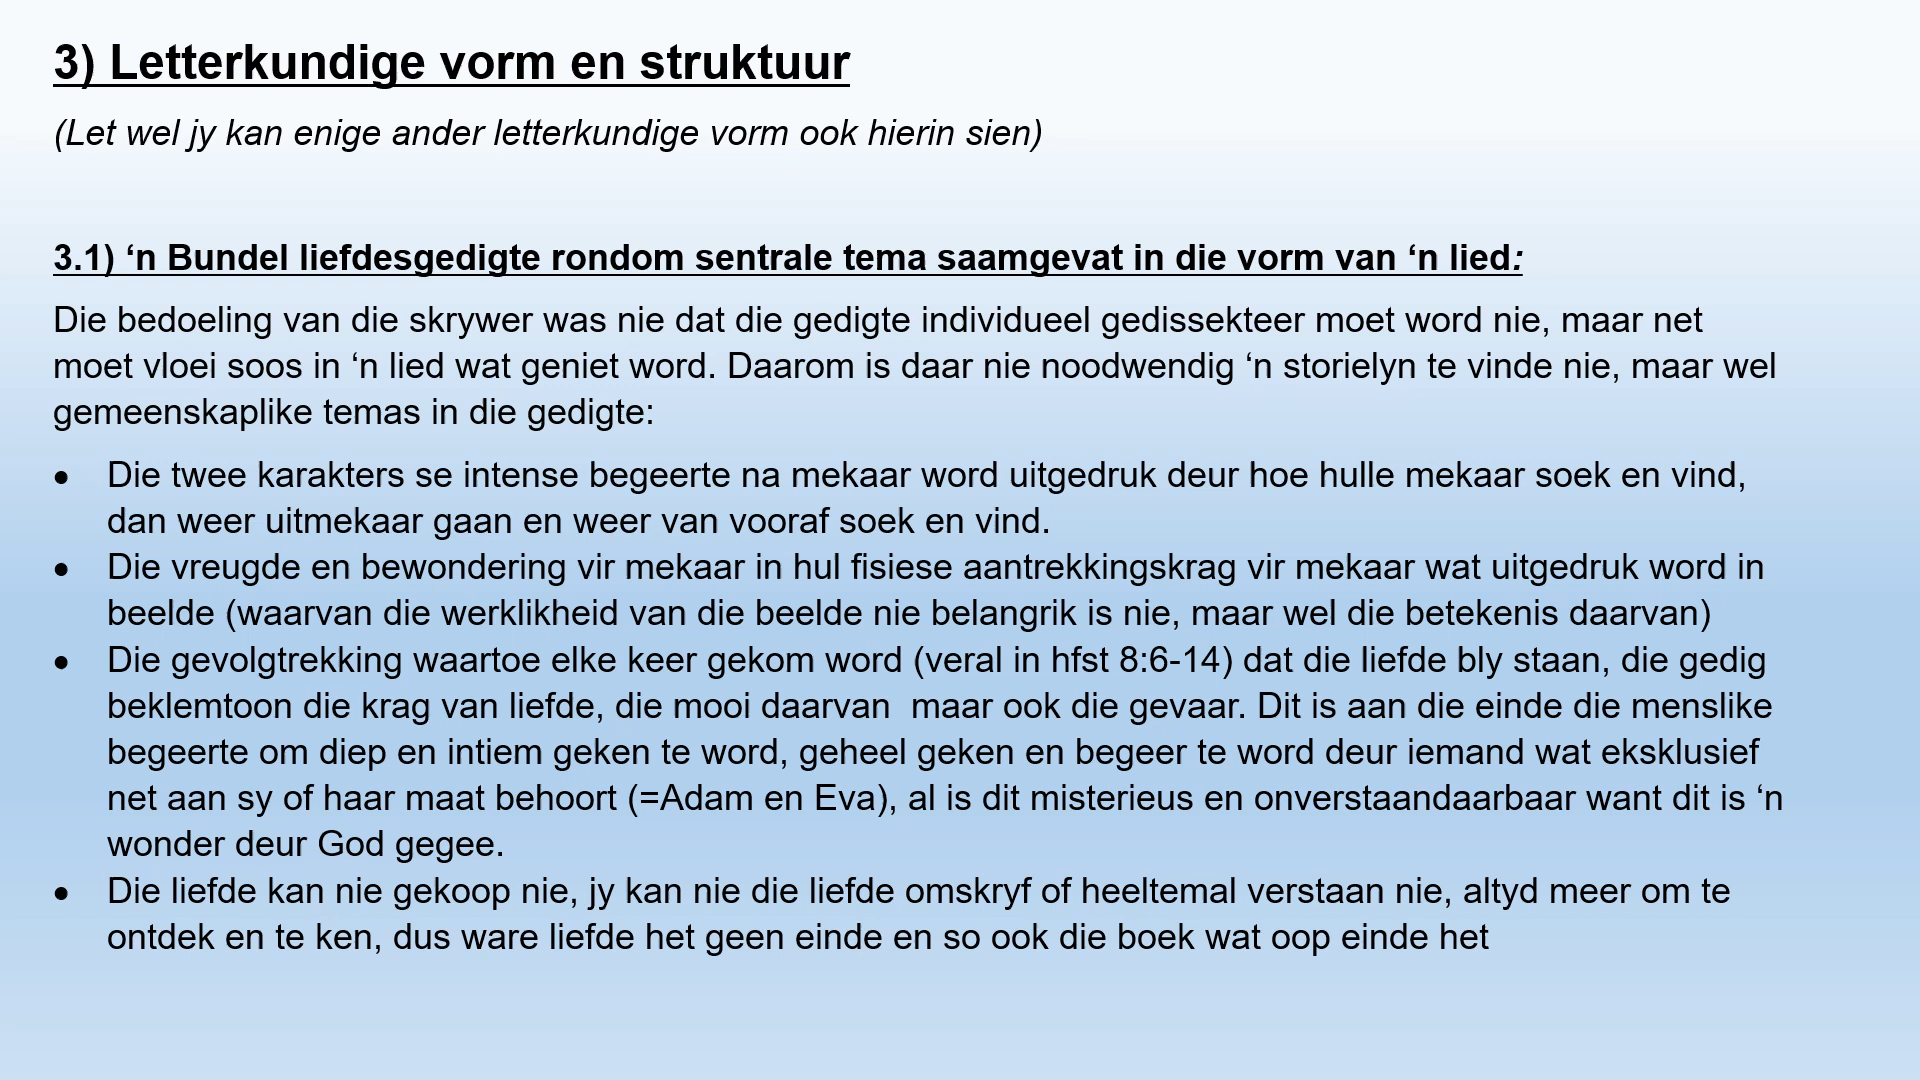 3) Letterkundige vorm en struktuur
(Let wel jy kan enige ander letterkundige vorm ook hierin sien)
3.1) ‘n Bundel liefdesgedigte rondom sentrale tema saamgevat in die vorm van ‘n lied:
Die bedoeling van die skrywer was nie dat die gedigte individueel gedissekteer moet word nie, maar net
moet vloei soos in ‘n lied wat geniet word. Daarom is daar nie noodwendig ‘n storielyn te vinde nie, maar wel
gemeenskaplike temas in die gedigte:
• Die twee karakters se intense begeerte na mekaar word uitgedruk deur hoe hulle mekaar soek en vind,
dan weer uitmekaar gaan en weer van vooraf soek en vind.
• Die vreugde en bewondering vir mekaar in hul fisiese aantrekkingskrag vir mekaar wat uitgedruk word in
beelde (waarvan die werklikheid van die beelde nie belangrik is nie, maar wel die betekenis daarvan)
• Die gevolgtrekking waartoe elke keer gekom word (veral in hfst 8:6-14) dat die liefde bly staan, die gedig
beklemtoon die krag van liefde, die mooi daarvan  maar ook die gevaar. Dit is aan die einde die menslike
begeerte om diep en intiem geken te word, geheel geken en begeer te word deur iemand wat eksklusief
net aan sy of haar maat behoort (=Adam en Eva), al is dit misterieus en onverstaandaarbaar want dit is ‘n
wonder deur God gegee.
• Die liefde kan nie gekoop nie, jy kan nie die liefde omskryf of heeltemal verstaan nie, altyd meer om te
ontdek en te ken, dus ware liefde het geen einde en so ook die boek wat oop einde het